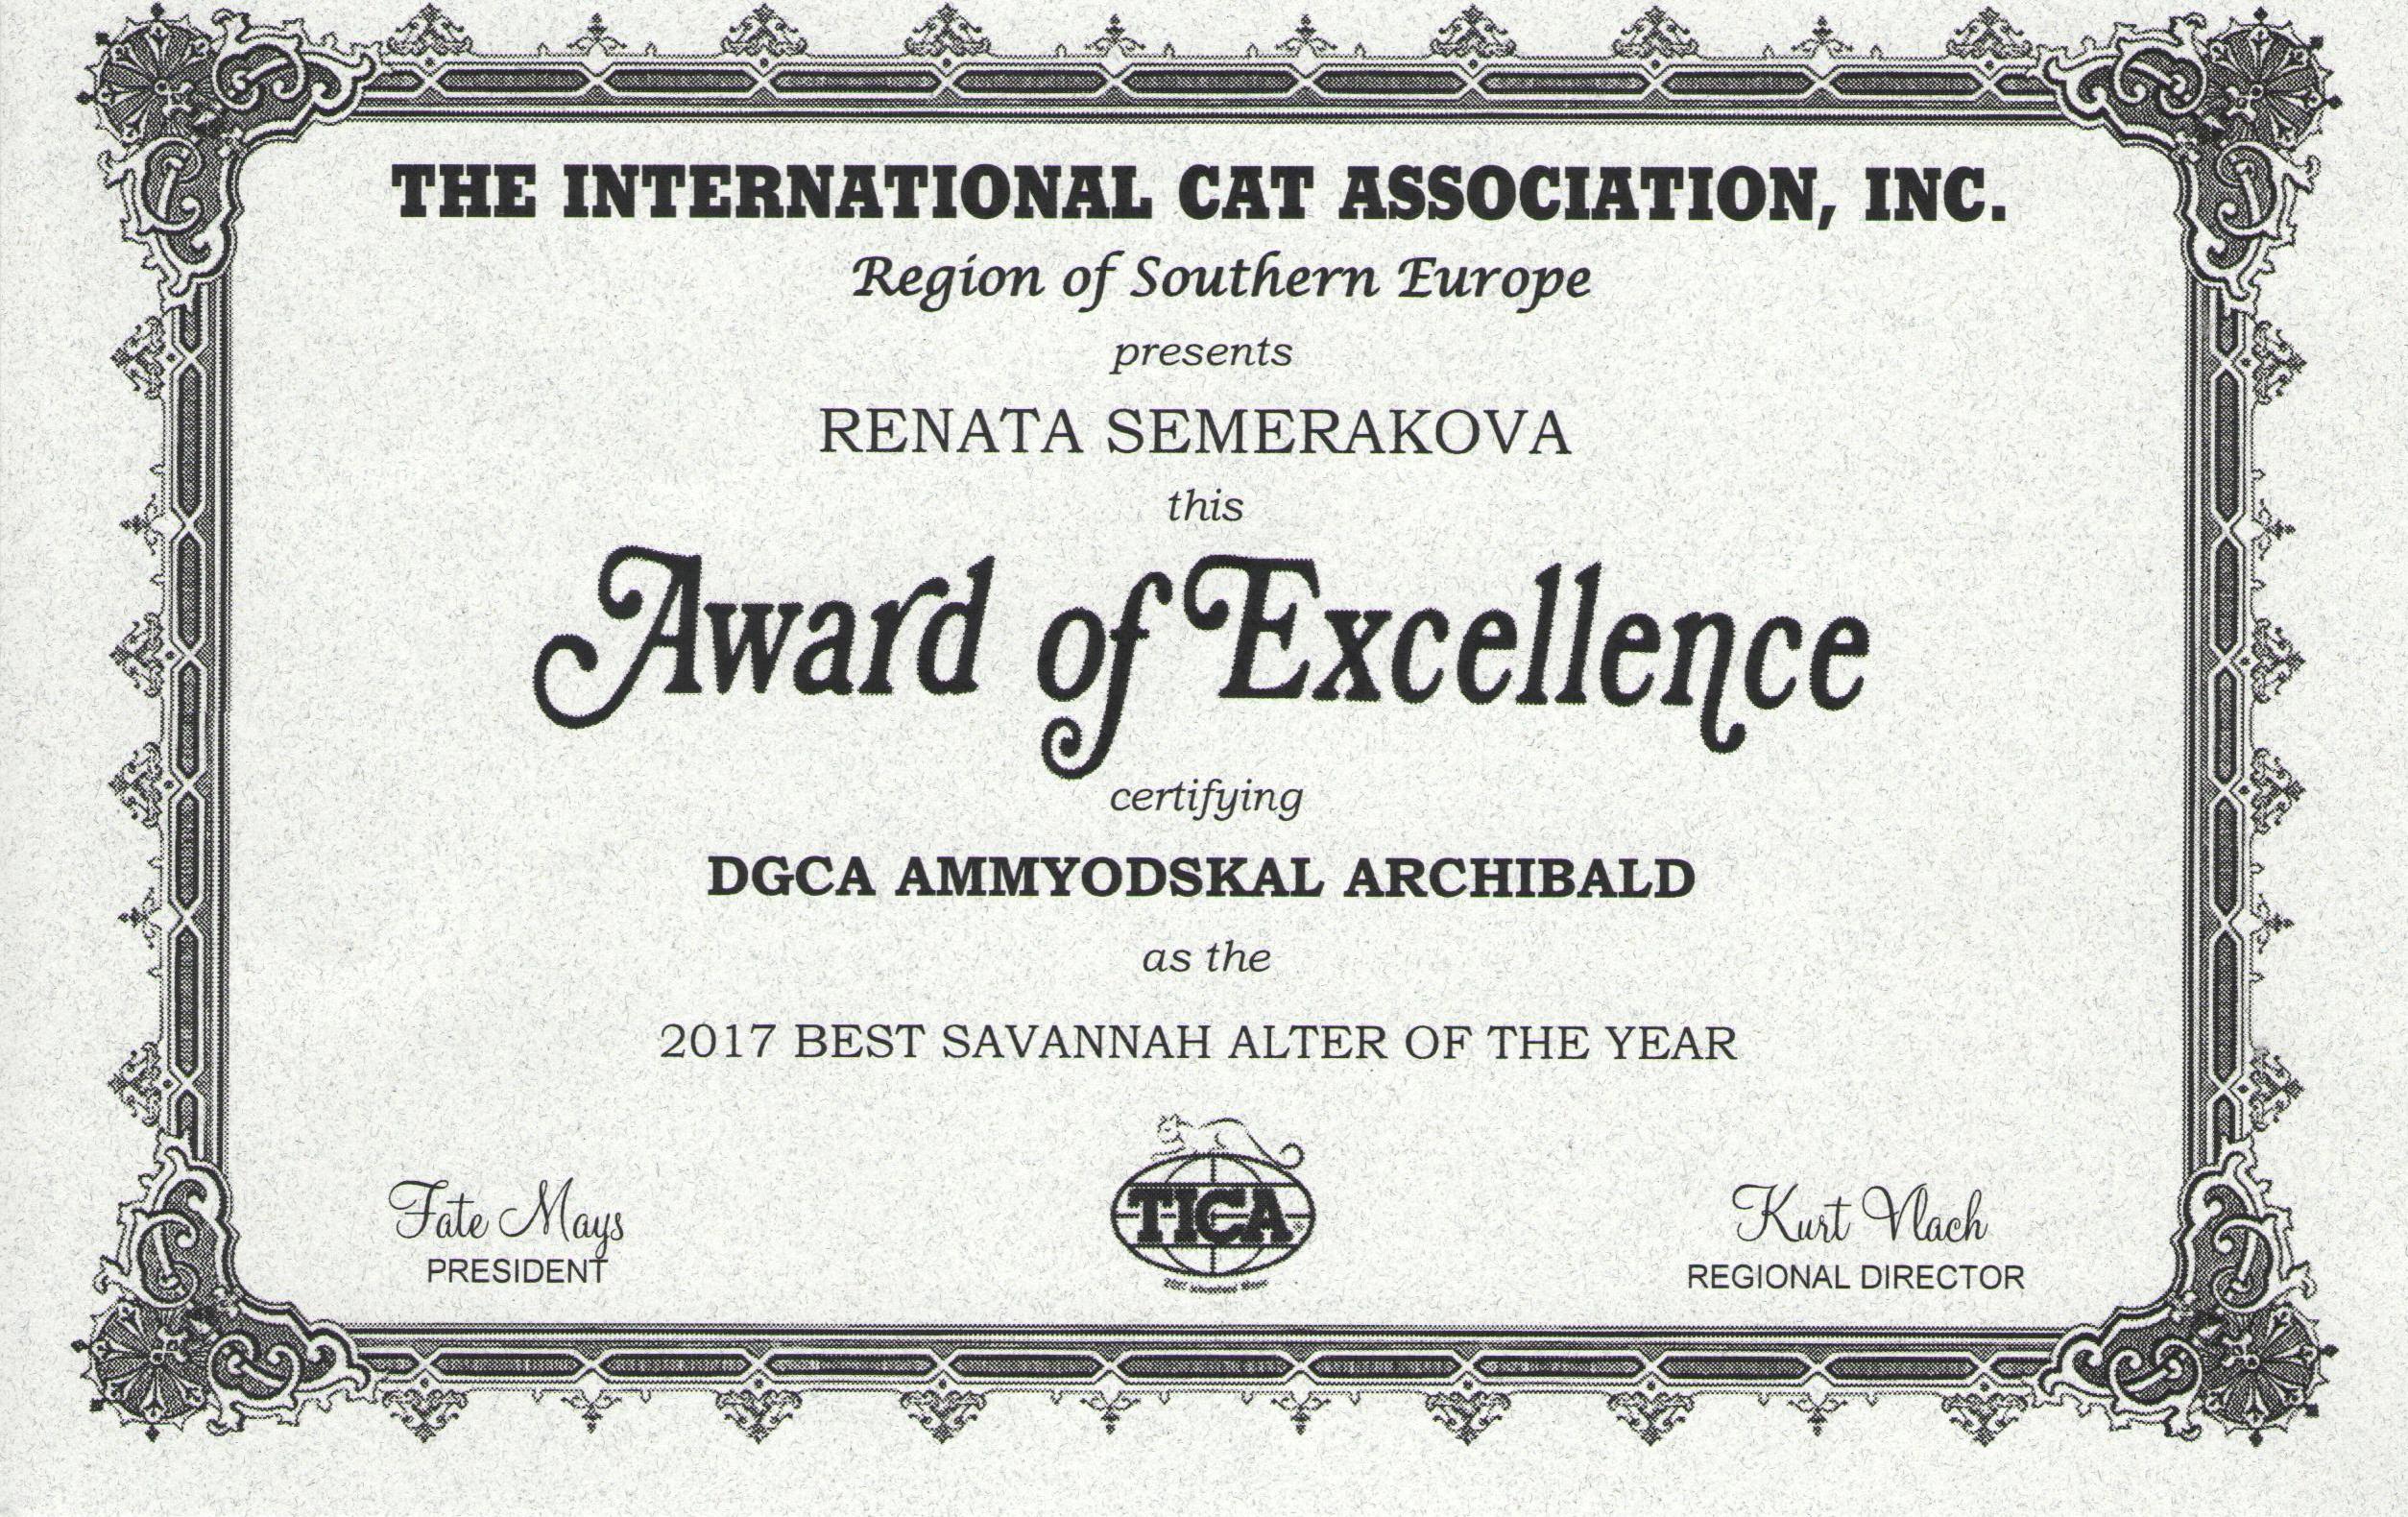 THE INTERNATIONAL CAT ASSOCIATION, INC.
Region of Southern Europe
presents
RENATA SEMERAKOVA
this
Award of Excellence
certifying
DGCA AMMYODSKAL ARCHIBALD
as the
2017 BEST SAVANNAH ALTER OF THE YEAR
Fate Mays
PRESIDENT
TICA
Kurt Vlach
REGIONAL DIRECTOR